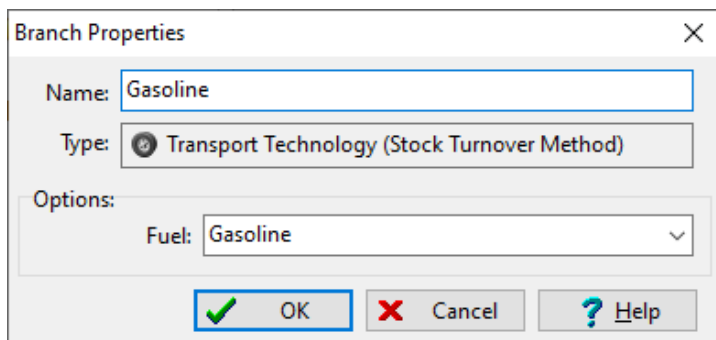 Branch Properties
Name: Gasoline
Type: Transport Technology (Stock Turnover Method)
Options:
Fuel: Gasoline
OK Cancel Help